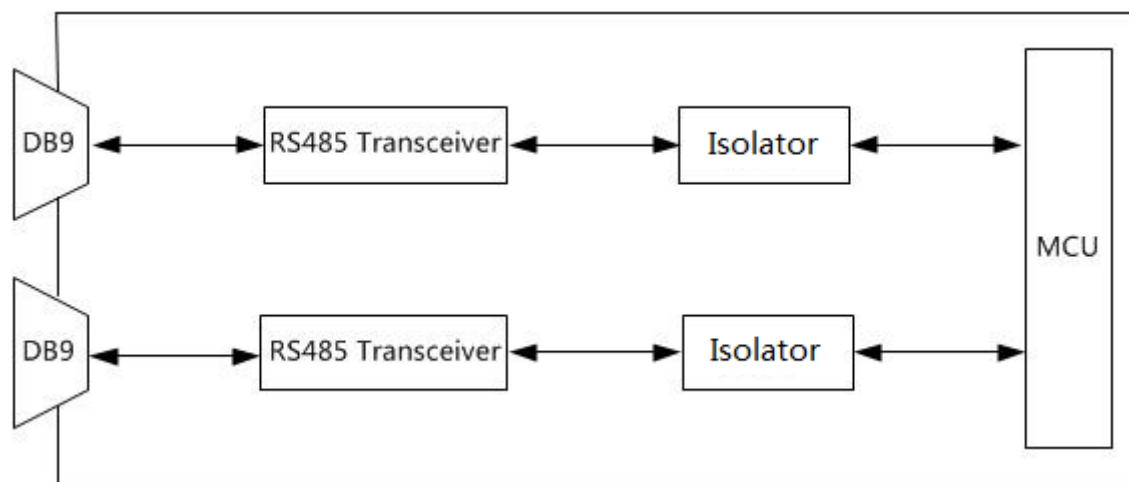 DB9
RS485 Transceiver
Isolator
MCU
DB9
RS485 Transceiver
Isolator